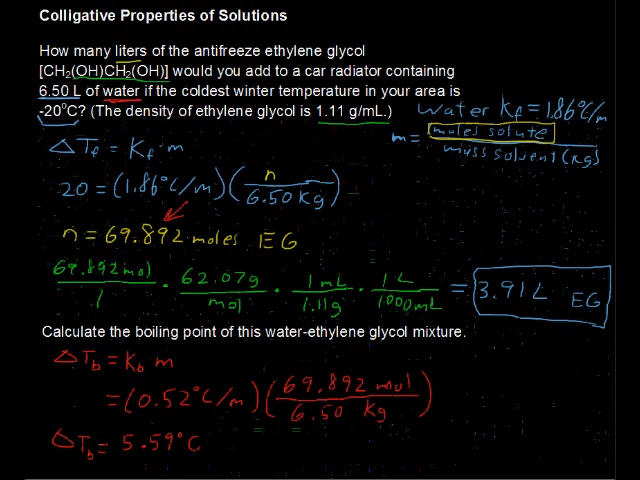 Colligative Properties of Solutions
How many liters of the antifreeze ethylene glycol
[CH₂(OH)CH₂(OH)] would you add to a car radiator containing
6.50 L of water if the coldest winter temperature in your area is
-20⁰C? (The density of ethylene glycol is 1.11 g/mL.)
water Kf = 1.86°C/m
m = moles solute / mass solvent (kg)
ΔTf = Kf · m
20 = (1.86°C/m) (n / 6.50 kg)
n = 69.892 moles EG
69.892 mol / 1 · 62.07g / mol · 1 mL / 1.11g · 1 L / 1000mL = 3.91 L EG
Calculate the boiling point of this water-ethylene glycol mixture.
ΔTb = Kb m
= (0.52°C/m) (69.892 mol / 6.50 kg)
ΔTb = 5.59°C